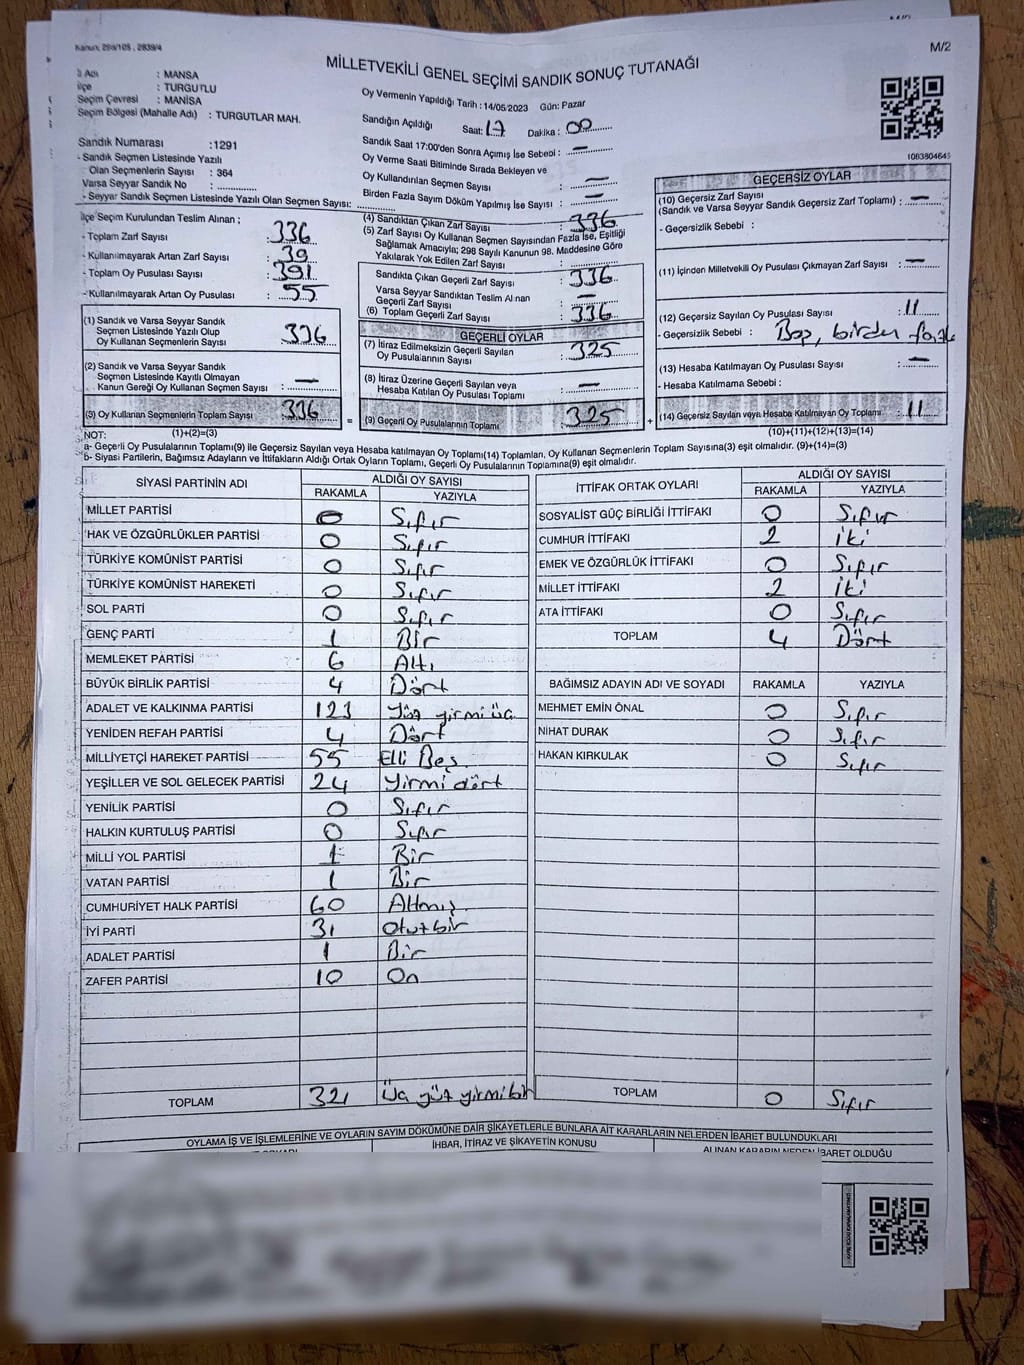 Kanun, 298/105 , 2839/4
M/2
MİLLETVEKİLİ GENEL SEÇİMİ SANDIK SONUÇ TUTANAĞI
İl Adı : MANİSA
İlçe : TURGUTLU
Seçim Çevresi : MANİSA
Seçim Bölgesi (Mahalle Adı) : TURGUTLAR MAH.
Sandık Numarası :1291
- Sandık Seçmen Listesinde Yazılı
Olan Seçmenlerin Sayısı : 364
Varsa Seyyar Sandık No : ..............
- Seyyar Sandık Seçmen Listesinde Yazılı Olan Seçmen Sayısı: ..............
Oy Vermenin Yapıldığı Tarih : 14/05/2023 Gün: Pazar
Sandığın Açıldığı Saat: 17 Dakika : 00
Sandık Saat 17:00'den Sonra Açımış İse Sebebi : —
Oy Verme Saati Bitiminde Sırada Bekleyen ve
Oy Kullandırılan Seçmen Sayısı : —
Birden Fazla Sayım Döküm Yapılmış İse Sayısı : —
1063804645
İlçe Seçim Kurulundan Teslim Alınan ;
- Toplam Zarf Sayısı : 336
- Kullanılmayarak Artan Zarf Sayısı : 39
- Toplam Oy Pusulası Sayısı : 391
- Kullanılmayarak Artan Oy Pusulası : 55
(1) Sandık ve Varsa Seyyar Sandık
Seçmen Listesinde Yazılı Olup
Oy Kullanan Seçmenlerin Sayısı : 336
(2) Sandık ve Varsa Seyyar Sandık
Seçmen Listesinde Kayıtlı Olmayan
Kanun Gereği Oy Kullanan Seçmen Sayısı : —
(3) Oy Kullanan Seçmenlerin Toplam Sayısı : 336
(4) Sandıktan Çıkan Zarf Sayısı : 336
(5) Zarf Sayısı Oy Kullanan Seçmen Sayısından Fazla İse, Eşitliği
Sağlamak Amacıyla; 298 Sayılı Kanunun 98. Maddesine Göre
Yakılarak Yok Edilen Zarf Sayısı :
Sandıkta Çıkan Geçerli Zarf Sayısı : 336
Varsa Seyyar Sandıktan Teslim Alınan
Geçerli Zarf Sayısı : —
(6) Toplam Geçerli Zarf Sayısı : 336
GEÇERLİ OYLAR
(7) İtiraz Edilmeksizin Geçerli Sayılan
Oy Pusulalarının Sayısı : 325
(8) İtiraz Üzerine Geçerli Sayılan veya
Hesaba Katılan Oy Pusulası Toplamı : —
= (9) Geçerli Oy Pusulalarının Toplamı : 325 +
GEÇERSİZ OYLAR
(10) Geçersiz Zarf Sayısı
(Sandık ve Varsa Seyyar Sandık Geçersiz Zarf Toplamı) : —
- Geçersizlik Sebebi :
(11) İçinden Milletvekili Oy Pusulası Çıkmayan Zarf Sayısı : —
(12) Geçersiz Sayılan Oy Pusulası Sayısı : 11
- Geçersizlik Sebebi : Boş, birden fazla
(13) Hesaba Katılmayan Oy Pusulası Sayısı : —
- Hesaba Katılmama Sebebi :
(14) Geçersiz Sayılan veya Hesaba Katılmayan Oy Toplamı : 11
NOT: (1)+(2)=(3) (10)+(11)+(12)+(13)=(14)
a- Geçerli Oy Pusulalarının Toplamı(9) ile Geçersiz Sayılan veya Hesaba katılmayan Oy Toplamı(14) Toplamları, Oy Kullanan Seçmenlerin Toplam Sayısına(3) eşit olmalıdır. (9)+(14)=(3)
b- Siyasi Partilerin, Bağımsız Adayların ve İttifakların Aldığı Ortak Oyların Toplamı, Geçerli Oy Pusulalarının Toplamına(9) eşit olmalıdır.
SİYASİ PARTİNİN ADI ALDIĞI OY SAYISI
RAKAMLA YAZIYLA
MİLLET PARTİSİ 0 Sıfır
HAK VE ÖZGÜRLÜKLER PARTİSİ 0 Sıfır
TÜRKİYE KOMÜNİST PARTİSİ 0 Sıfır
TÜRKİYE KOMÜNİST HAREKETİ 0 Sıfır
SOL PARTİ 0 Sıfır
GENÇ PARTİ 1 Bir
MEMLEKET PARTİSİ 6 Altı
BÜYÜK BİRLİK PARTİSİ 4 Dört
ADALET VE KALKINMA PARTİSİ 123 Yüz yirmi üç
YENİDEN REFAH PARTİSİ 4 Dört
MİLLİYETÇİ HAREKET PARTİSİ 55 Elli Beş
YEŞİLLER VE SOL GELECEK PARTİSİ 24 Yirmi dört
YENİLİK PARTİSİ 0 Sıfır
HALKIN KURTULUŞ PARTİSİ 0 Sıfır
MİLLİ YOL PARTİSİ 1 Bir
VATAN PARTİSİ 1 Bir
CUMHURİYET HALK PARTİSİ 60 Altmış
İYİ PARTİ 31 Otuz bir
ADALET PARTİSİ 1 Bir
ZAFER PARTİSİ 10 On
TOPLAM 321 Üç yüz yirmi bir
İTTİFAK ORTAK OYLARI ALDIĞI OY SAYISI
RAKAMLA YAZIYLA
SOSYALİST GÜÇ BİRLİĞİ İTTİFAKI 0 Sıfır
CUMHUR İTTİFAKI 2 iki
EMEK VE ÖZGÜRLÜK İTTİFAKI 0 Sıfır
MİLLET İTTİFAKI 2 iki
ATA İTTİFAKI 0 Sıfır
TOPLAM 4 Dört
BAĞIMSIZ ADAYIN ADI VE SOYADI RAKAMLA YAZIYLA
MEHMET EMİN ÖNAL 0 Sıfır
NİHAT DURAK 0 Sıfır
HAKAN KIRKULAK 0 Sıfır
TOPLAM 0 Sıfır
OYLAMA İŞ VE İŞLEMLERİNE VE OYLARIN SAYIM DÖKÜMÜNE DAİR ŞİKAYETLERLE BUNLARA AİT KARARLARIN NELERDEN İBARET BULUNDUKLARI
İHBAR, İTİRAZ VE ŞİKAYETİN KONUSU
ALINAN KARARIN NEDEN İBARET OLDUĞU